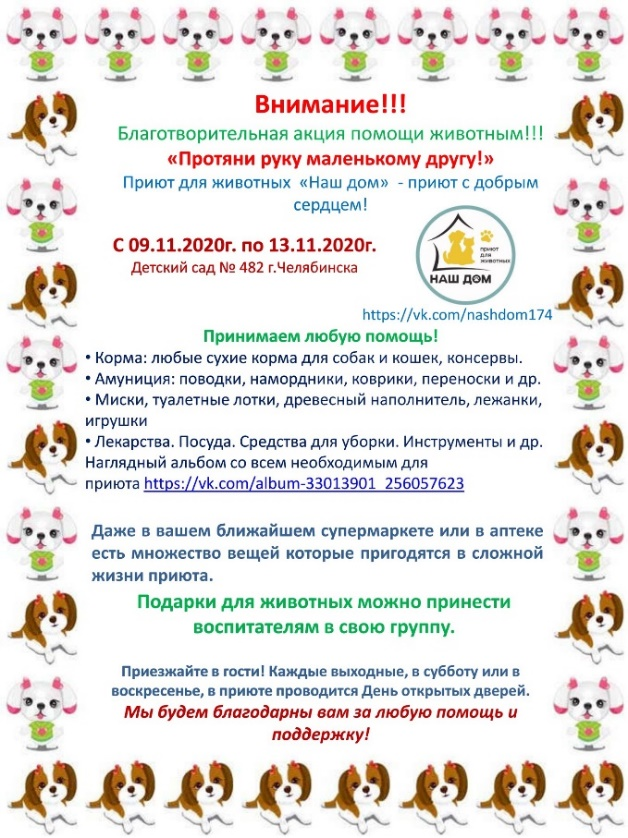 Внимание!!!
Благотворительная акция помощи животным!!!
«Протяни руку маленькому другу!»
Приют для животных «Наш дом» - приют с добрым
сердцем!
С 09.11.2020г. по 13.11.2020г.
Детский сад № 482 г.Челябинска
приют
для
животных
НАШ ДОМ
https://vk.com/nashdom174
Принимаем любую помощь!
• Корма: любые сухие корма для собак и кошек, консервы.
• Амуниция: поводки, намордники, коврики, переноски и др.
• Миски, туалетные лотки, древесный наполнитель, лежанки,
игрушки
• Лекарства. Посуда. Средства для уборки. Инструменты и др.
Наглядный альбом со всем необходимым для
приюта https://vk.com/album-33013901_256057623
Даже в вашем ближайшем супермаркете или в аптеке
есть множество вещей которые пригодятся в сложной
жизни приюта.
Подарки для животных можно принести
воспитателям в свою группу.
Приезжайте в гости! Каждые выходные, в субботу или в
воскресенье, в приюте проводится День открытых дверей.
Мы будем благодарны вам за любую помощь и
поддержку!